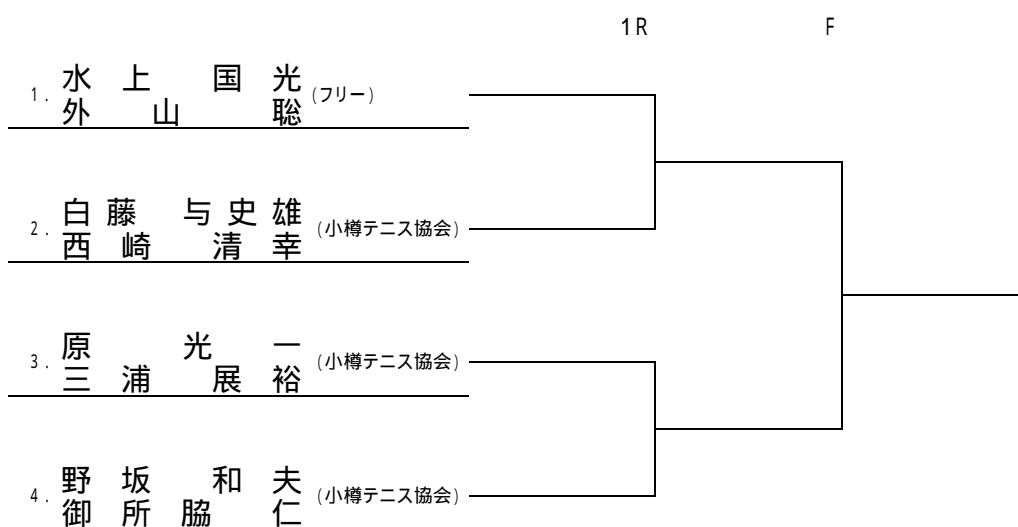 1R F
1. 水上 国光 (フリー)
外山 聡
2. 白藤 与史雄 (小樽テニス協会)
西崎 清幸
3. 原 光一 (小樽テニス協会)
三浦 展裕
4. 野坂 和夫 (小樽テニス協会)
御所脇 仁